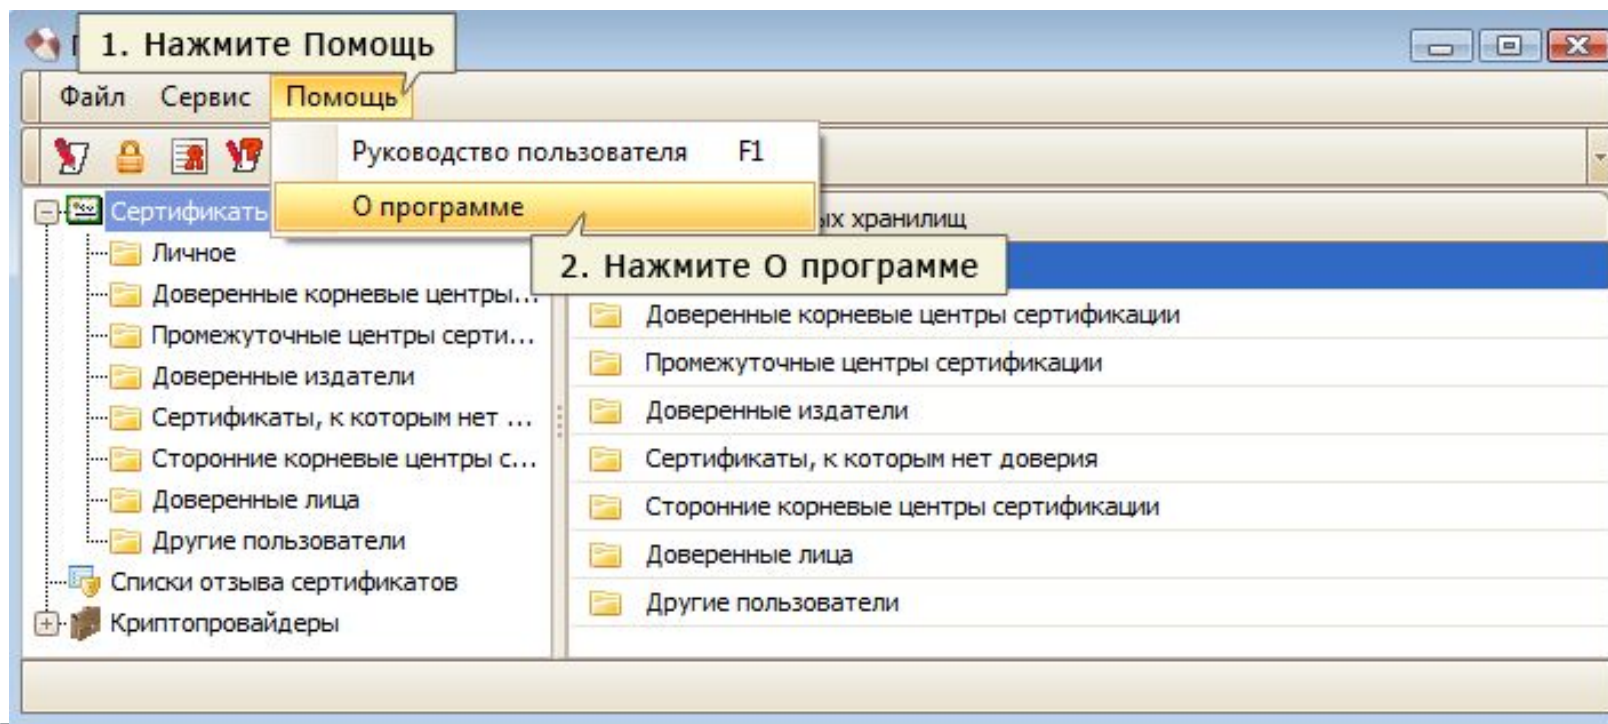 1. Нажмите Помощь
Файл Сервис Помощь
Руководство пользователя F1
О программе
Сертификаты
хранилищ
2. Нажмите О программе
Личное
Доверенные корневые центры...
Промежуточные центры серти...
Доверенные издатели
Сертификаты, к которым нет ...
Сторонние корневые центры с...
Доверенные лица
Другие пользователи
Списки отзыва сертификатов
Криптопровайдеры
Доверенные корневые центры сертификации
Промежуточные центры сертификации
Доверенные издатели
Сертификаты, к которым нет доверия
Сторонние корневые центры сертификации
Доверенные лица
Другие пользователи